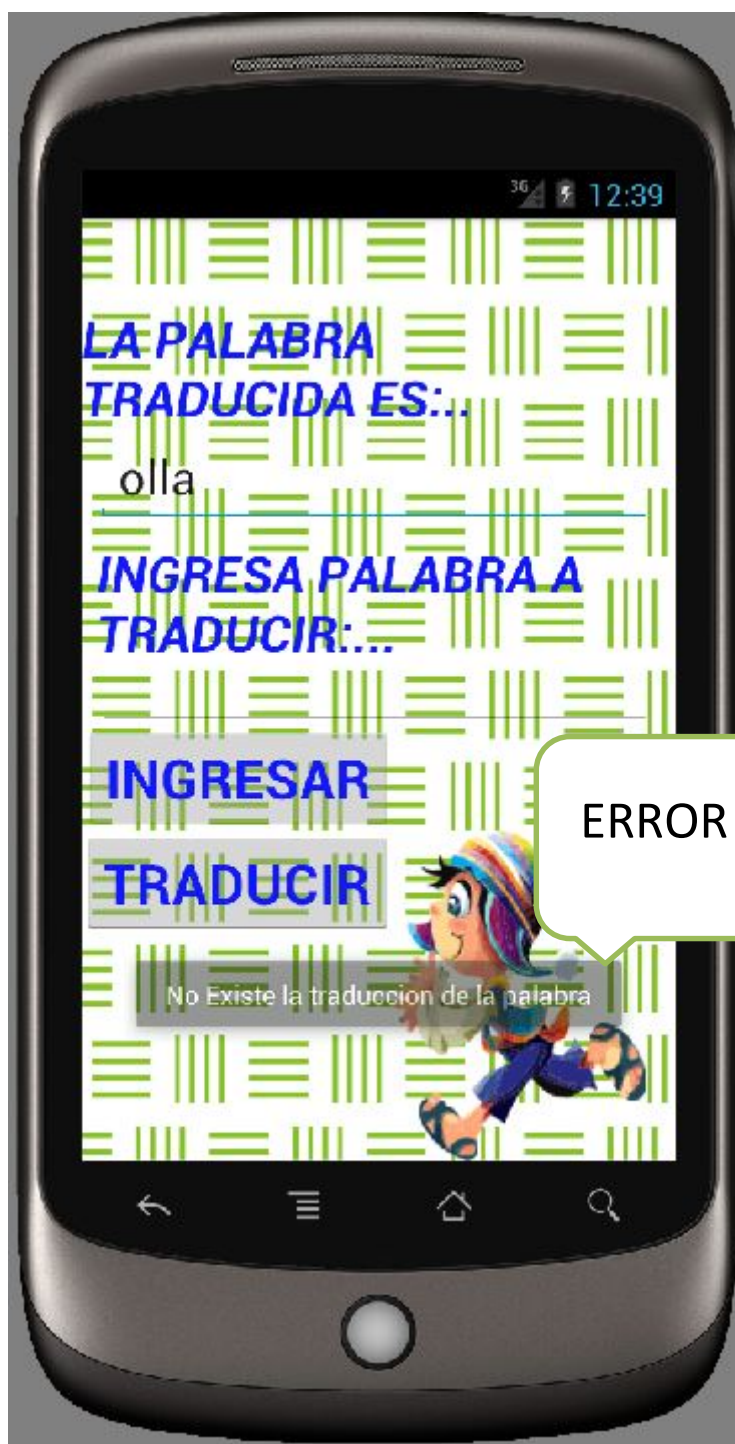 3G 12:39
LA PALABRA
TRADUCIDA ES:..
olla
INGRESA PALABRA A
TRADUCIR:...
INGRESAR
ERROR
TRADUCIR
No Existe la traduccion de la palabra